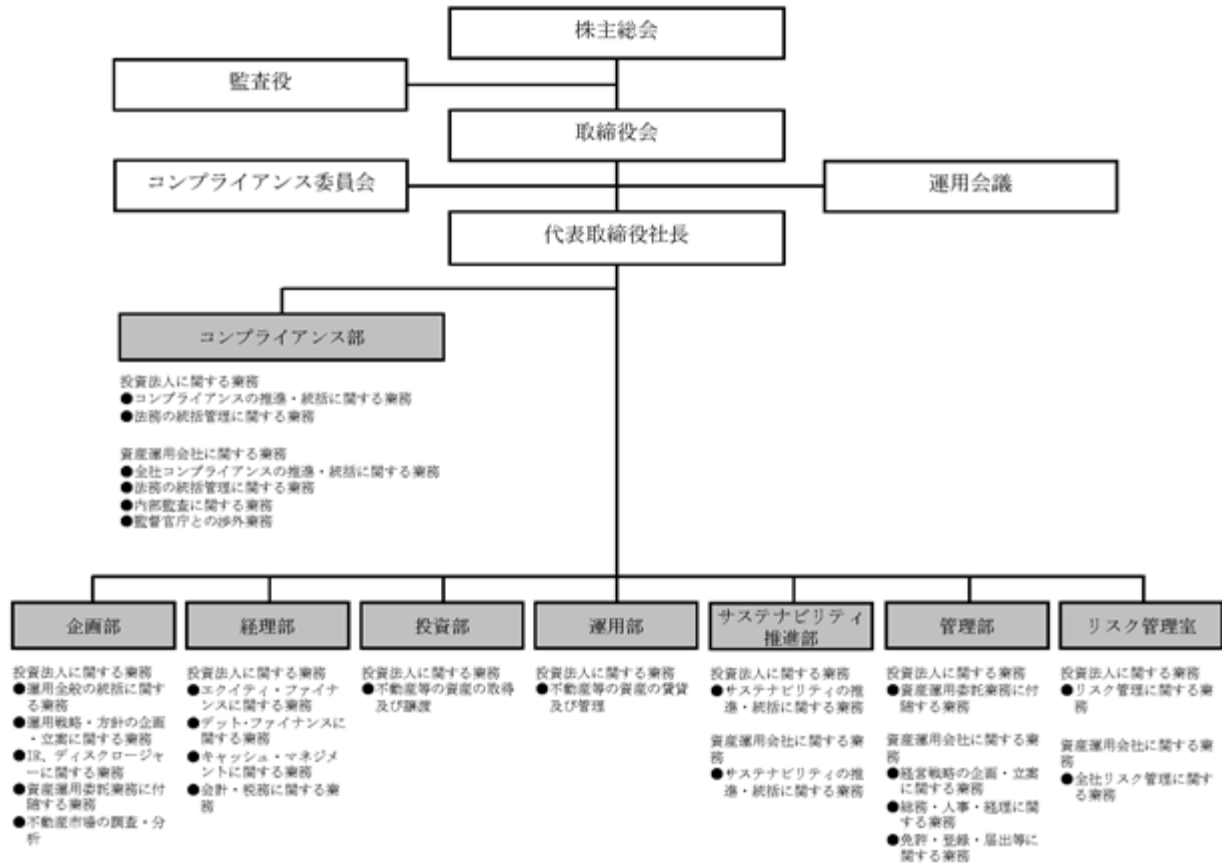 株主総会
監査役
取締役会
コンプライアンス委員会
運用会議
代表取締役社長
コンプライアンス部
投資法人に関する業務
●コンプライアンスの推進・統括に関する業務
●法務の統括管理に関する業務
資産運用会社に関する業務
●全社コンプライアンスの推進・統括に関する業務
●法務の統括管理に関する業務
●内部監査に関する業務
●監督官庁との渉外業務
企画部
投資法人に関する業務
●運用全般の統括に関す
る業務
●運用戦略・方針の企画
・立案に関する業務
●IR、ディスクロージャ
ーに関する業務
●資産運用委託業務に付
随する業務
●不動産市場の調査・分
析
経理部
投資法人に関する業務
●エクイティ・ファイナ
ンスに関する業務
●デット・ファイナンスに
関する業務
●キャッシュ・マネジメ
ントに関する業務
●会計・税務に関する業
務
投資部
投資法人に関する業務
●不動産等の資産の取得
及び譲渡
運用部
投資法人に関する業務
●不動産等の資産の賃貸
及び管理
サステナビリティ
推進部
投資法人に関する業務
●サステナビリティの推
進・統括に関する業務
資産運用会社に関する業
務
●サステナビリティの推
進・統括に関する業務
管理部
投資法人に関する業務
●資産運用委託業務に付
随する業務
資産運用会社に関する業
務
●経営戦略の企画・立案
に関する業務
●総務・人事・経理に関
する業務
●免許・登録・届出等に
関する業務
リスク管理室
投資法人に関する業務
●リスク管理に関する業
務
資産運用会社に関する業
務
●全社リスク管理に関す
る業務